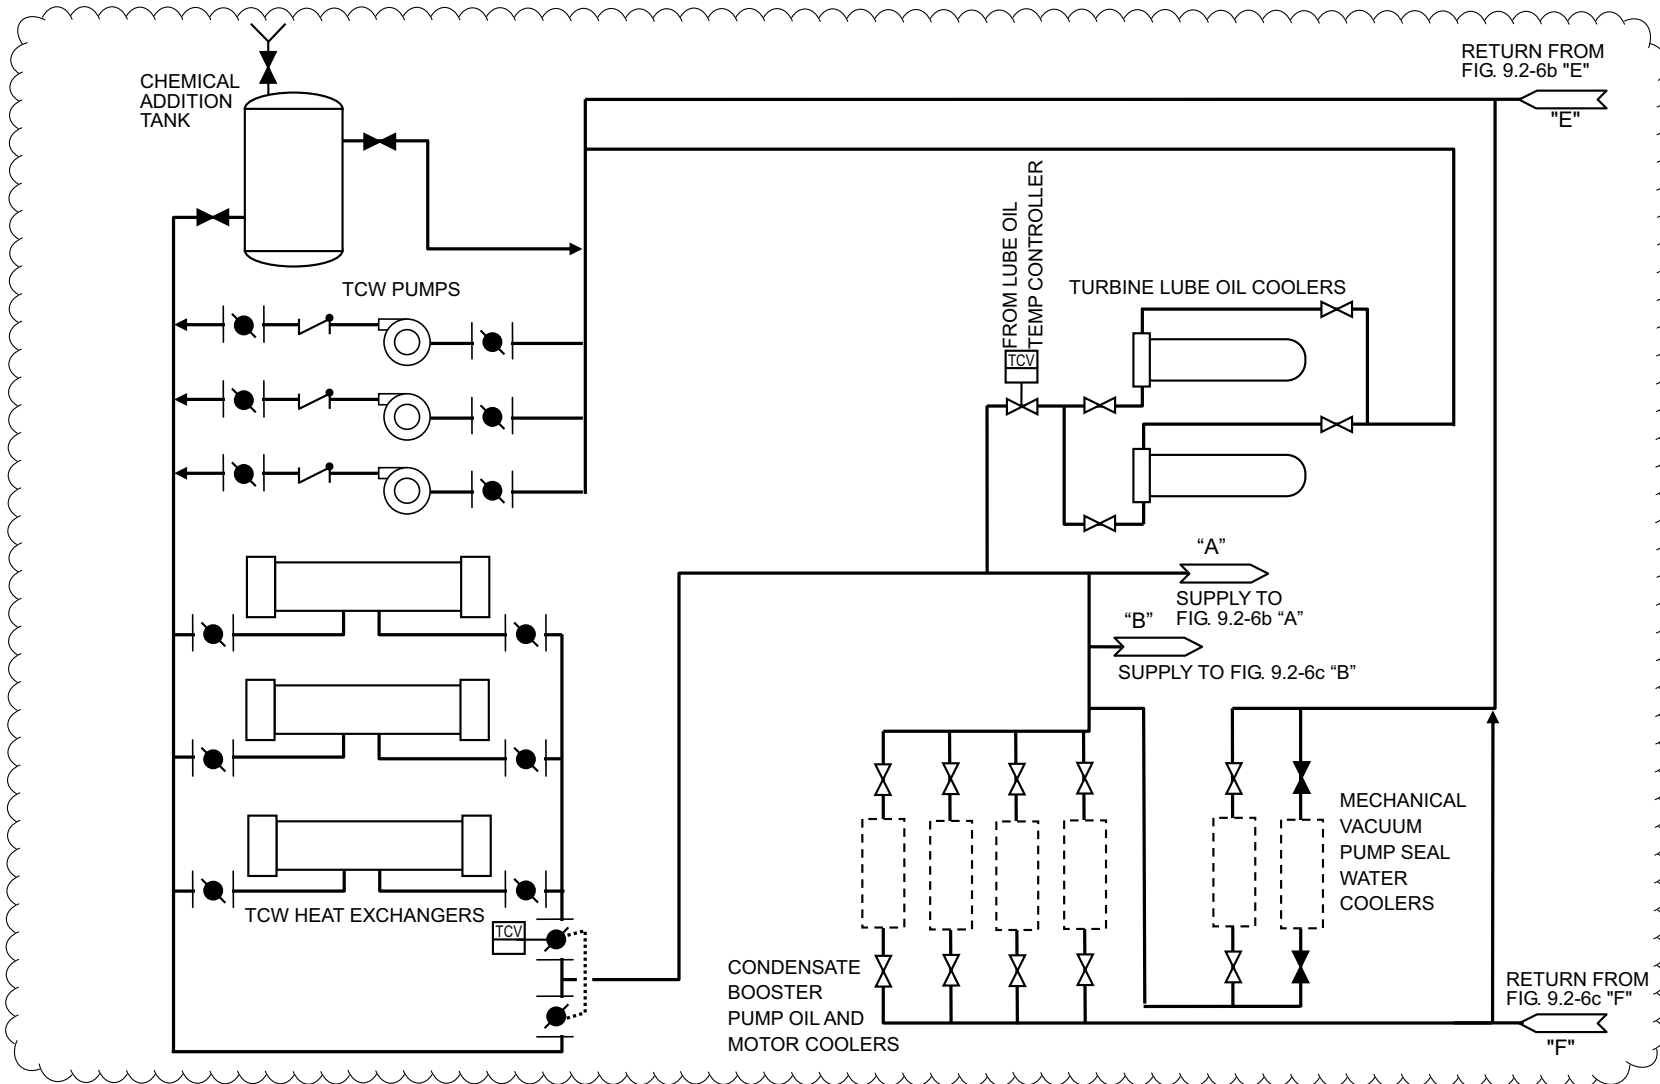 RETURN FROM
FIG. 9.2-6b "E"
"E"
CHEMICAL
ADDITION
TANK
FROM LUBE OIL
TEMP CONTROLLER
TCW PUMPS
TURBINE LUBE OIL COOLERS
TCV
“A”
SUPPLY TO
FIG. 9.2-6b “A”
“B”
SUPPLY TO FIG. 9.2-6c “B”
MECHANICAL
VACUUM
PUMP SEAL
WATER
COOLERS
TCW HEAT EXCHANGERS
TCV
CONDENSATE
BOOSTER
PUMP OIL AND
MOTOR COOLERS
RETURN FROM
FIG. 9.2-6c "F"
"F"